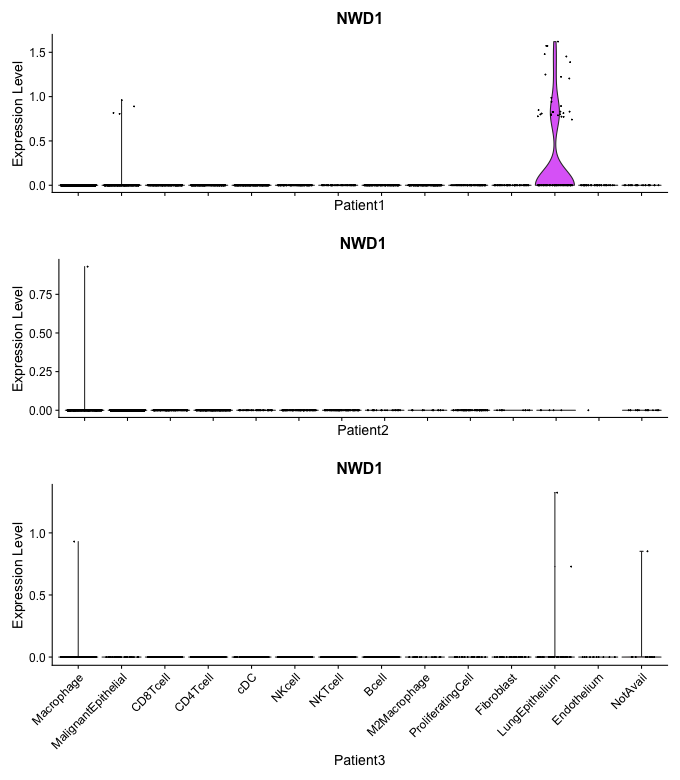 NWD1
Expression Level
1.5
1.0
0.5
0.0
Patient1
NWD1
Expression Level
0.75
0.50
0.25
0.00
Patient2
NWD1
Expression Level
1.0
0.5
0.0
Macrophage
MalignantEpithelial
CD8Tcell
CD4Tcell
cDC
NKcell
NKTcell
Bcell
M2Macrophage
ProliferatingCell
Fibroblast
LungEpithelium
Endothelium
NotAvail
Patient3